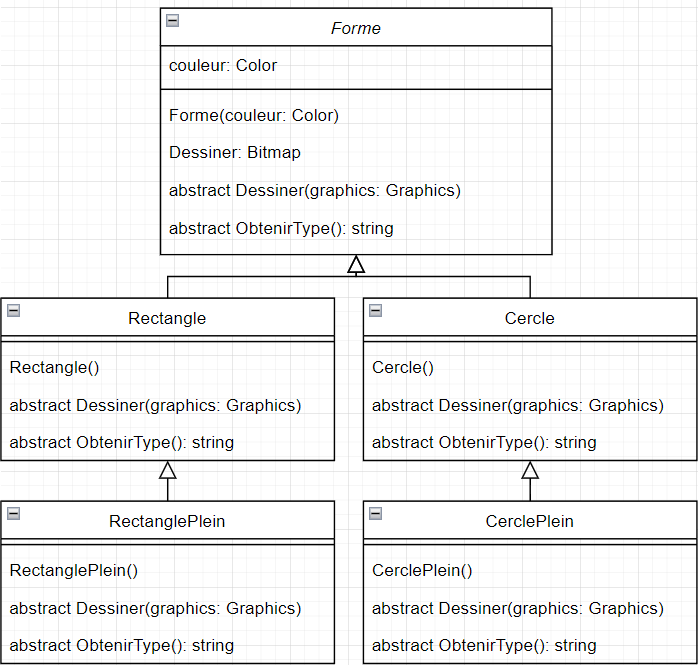 Forme
couleur: Color
Forme(couleur: Color)
Dessiner: Bitmap
abstract Dessiner(graphics: Graphics)
abstract ObtenirType(): string
Rectangle
Rectangle()
abstract Dessiner(graphics: Graphics)
abstract ObtenirType(): string
Cercle
Cercle()
abstract Dessiner(graphics: Graphics)
abstract ObtenirType(): string
RectanglePlein
RectanglePlein()
abstract Dessiner(graphics: Graphics)
abstract ObtenirType(): string
CerclePlein
CerclePlein()
abstract Dessiner(graphics: Graphics)
abstract ObtenirType(): string